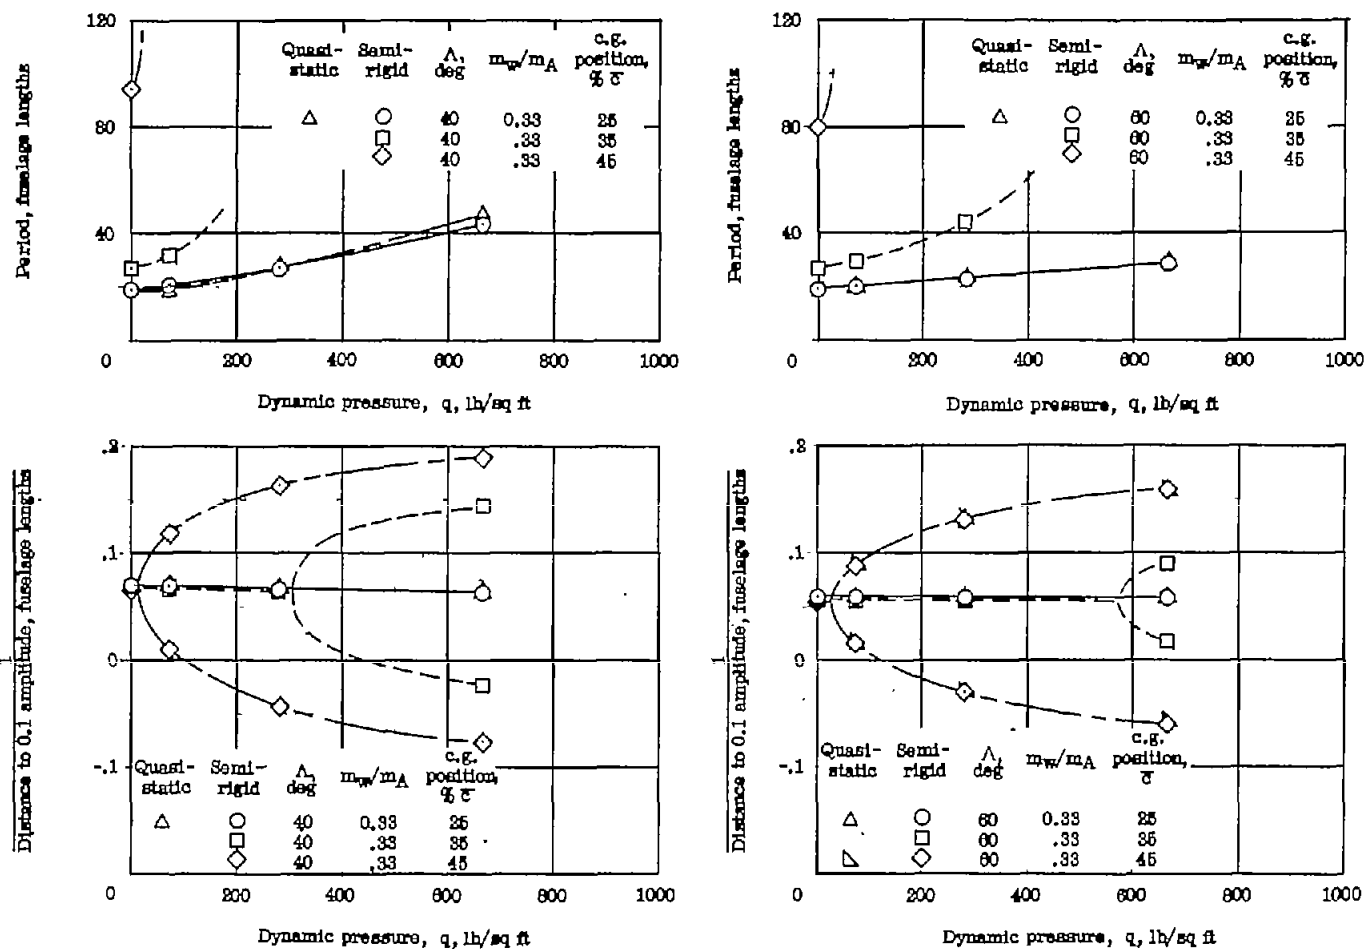 Period, fuselage lengths
120
80
40
0
200
400
600
800
1000
Dynamic pressure, q, lb/sq ft
Quasi-static
Semi-rigid
Λ, deg
m_w/m_A
c.g. position, % c̄
40 0.33 25
40 .33 35
40 .33 45
Period, fuselage lengths
120
80
40
0
200
400
600
800
1000
Dynamic pressure, q, lb/sq ft
Quasi-static
Semi-rigid
Λ, deg
m_w/m_A
c.g. position, % c̄
60 0.33 25
60 .33 35
60 .33 45
1
Distance to 0.1 amplitude, fuselage lengths
.2
.1
0
-.1
0
200
400
600
800
1000
Dynamic pressure, q, lb/sq ft
Quasi-static
Semi-rigid
Λ, deg
m_w/m_A
c.g. position, % c̄
40 0.33 25
40 .33 35
40 .33 45
1
Distance to 0.1 amplitude, fuselage lengths
.2
.1
0
-.1
0
200
400
600
800
1000
Dynamic pressure, q, lb/sq ft
Quasi-static
Semi-rigid
Λ, deg
m_w/m_A
c.g. position, c̄
60 0.33 25
60 .33 35
60 .33 45